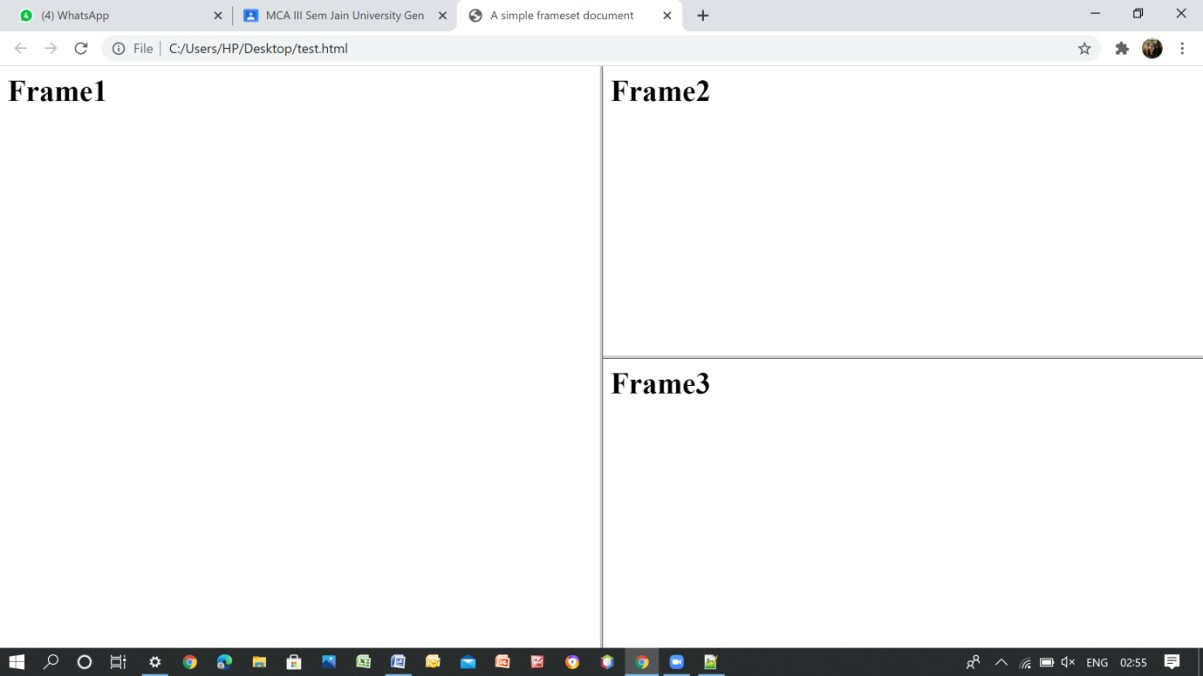 (4) WhatsApp
MCA III Sem Jain University Gen
A simple frameset document
File
C:/Users/HP/Desktop/test.html
Frame1
Frame2
Frame3
ENG
02:55